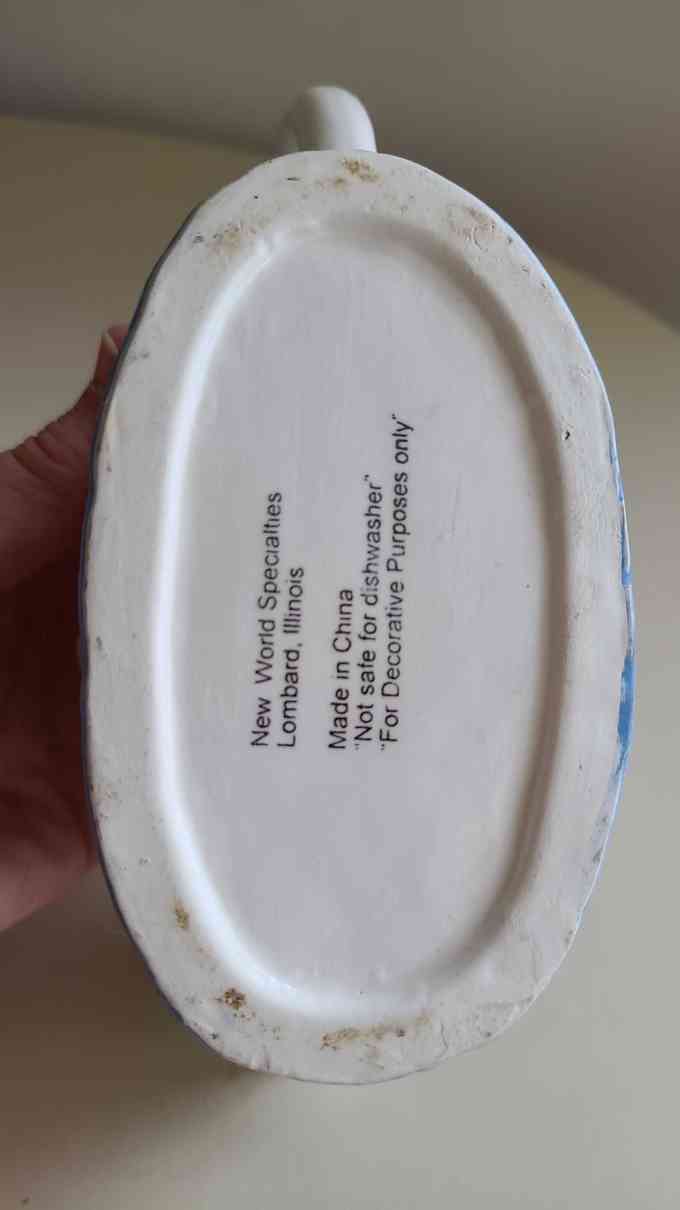 New World Specialties
Lombard, Illinois
Made in China
"Not safe for dishwasher"
"For Decorative Purposes only"